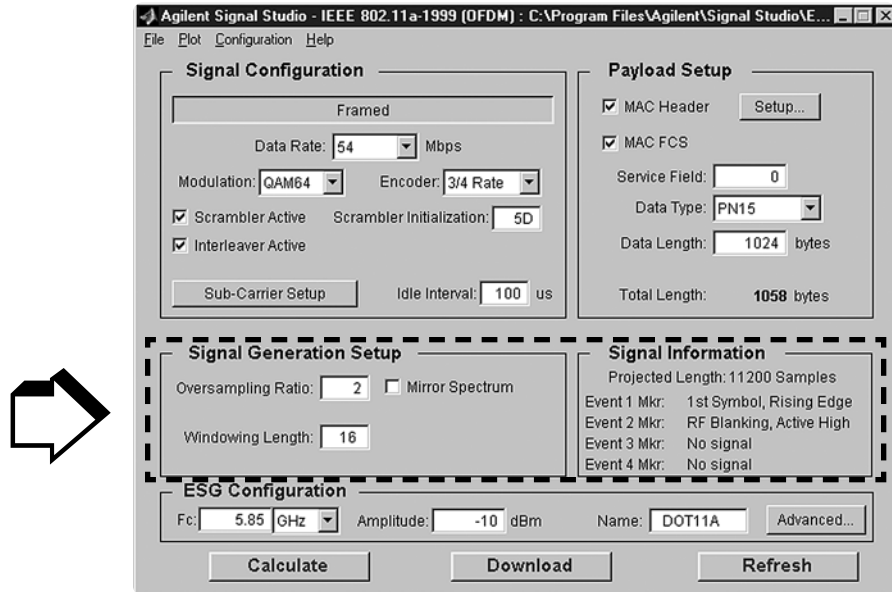 Agilent Signal Studio - IEEE 802.11a-1999 (OFDM) : C:\Program Files\Agilent\Signal Studio\E...
File Plot Configuration Help
Signal Configuration
Framed
Data Rate: 54 Mbps
Modulation: QAM64 Encoder: 3/4 Rate
Scrambler Active Scrambler Initialization: 5D
Interleaver Active
Sub-Carrier Setup Idle Interval: 100 us
Payload Setup
MAC Header Setup...
MAC FCS
Service Field: 0
Data Type: PN15
Data Length: 1024 bytes
Total Length: 1058 bytes
Signal Generation Setup
Oversampling Ratio: 2 Mirror Spectrum
Windowing Length: 16
Signal Information
Projected Length: 11200 Samples
Event 1 Mkr: 1st Symbol, Rising Edge
Event 2 Mkr: RF Blanking, Active High
Event 3 Mkr: No signal
Event 4 Mkr: No signal
ESG Configuration
Fc: 5.85 GHz Amplitude: -10 dBm Name: DOT11A Advanced...
Calculate Download Refresh